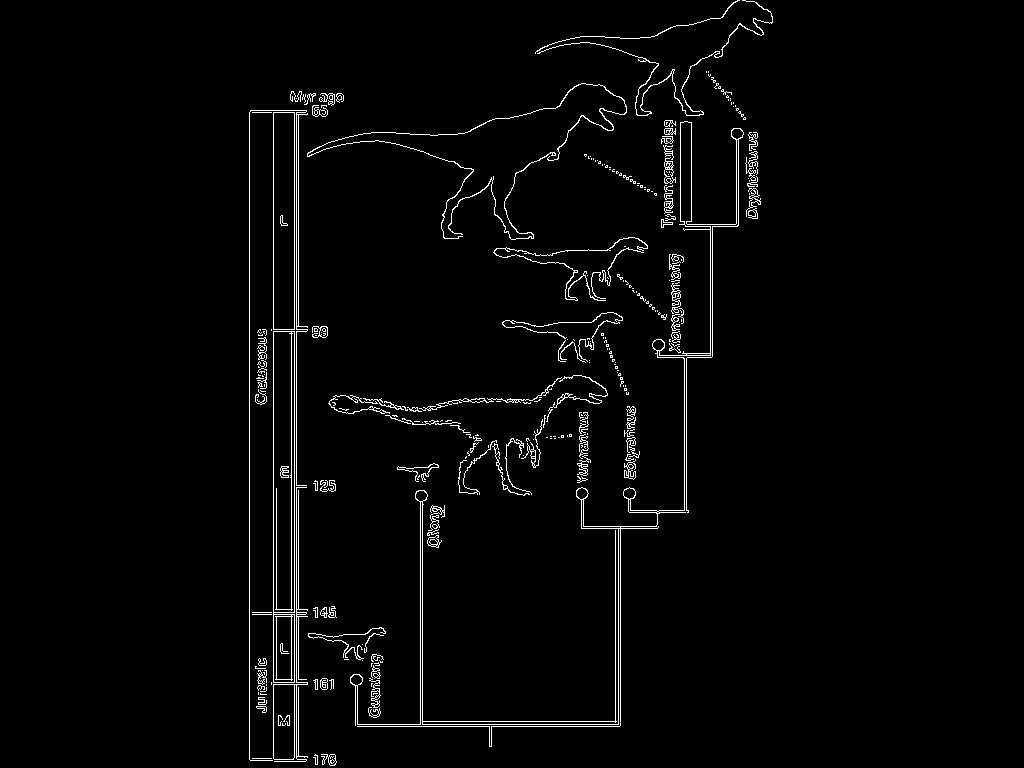 Myr ago
65
Tyrannosauridae
Dryptosaurus
L
Xiongguanlong
99
Cretaceous
Yutyrannus
Eotyrannus
E
125
Dilong
145
L
Guanlong
Jurassic
161
M
176